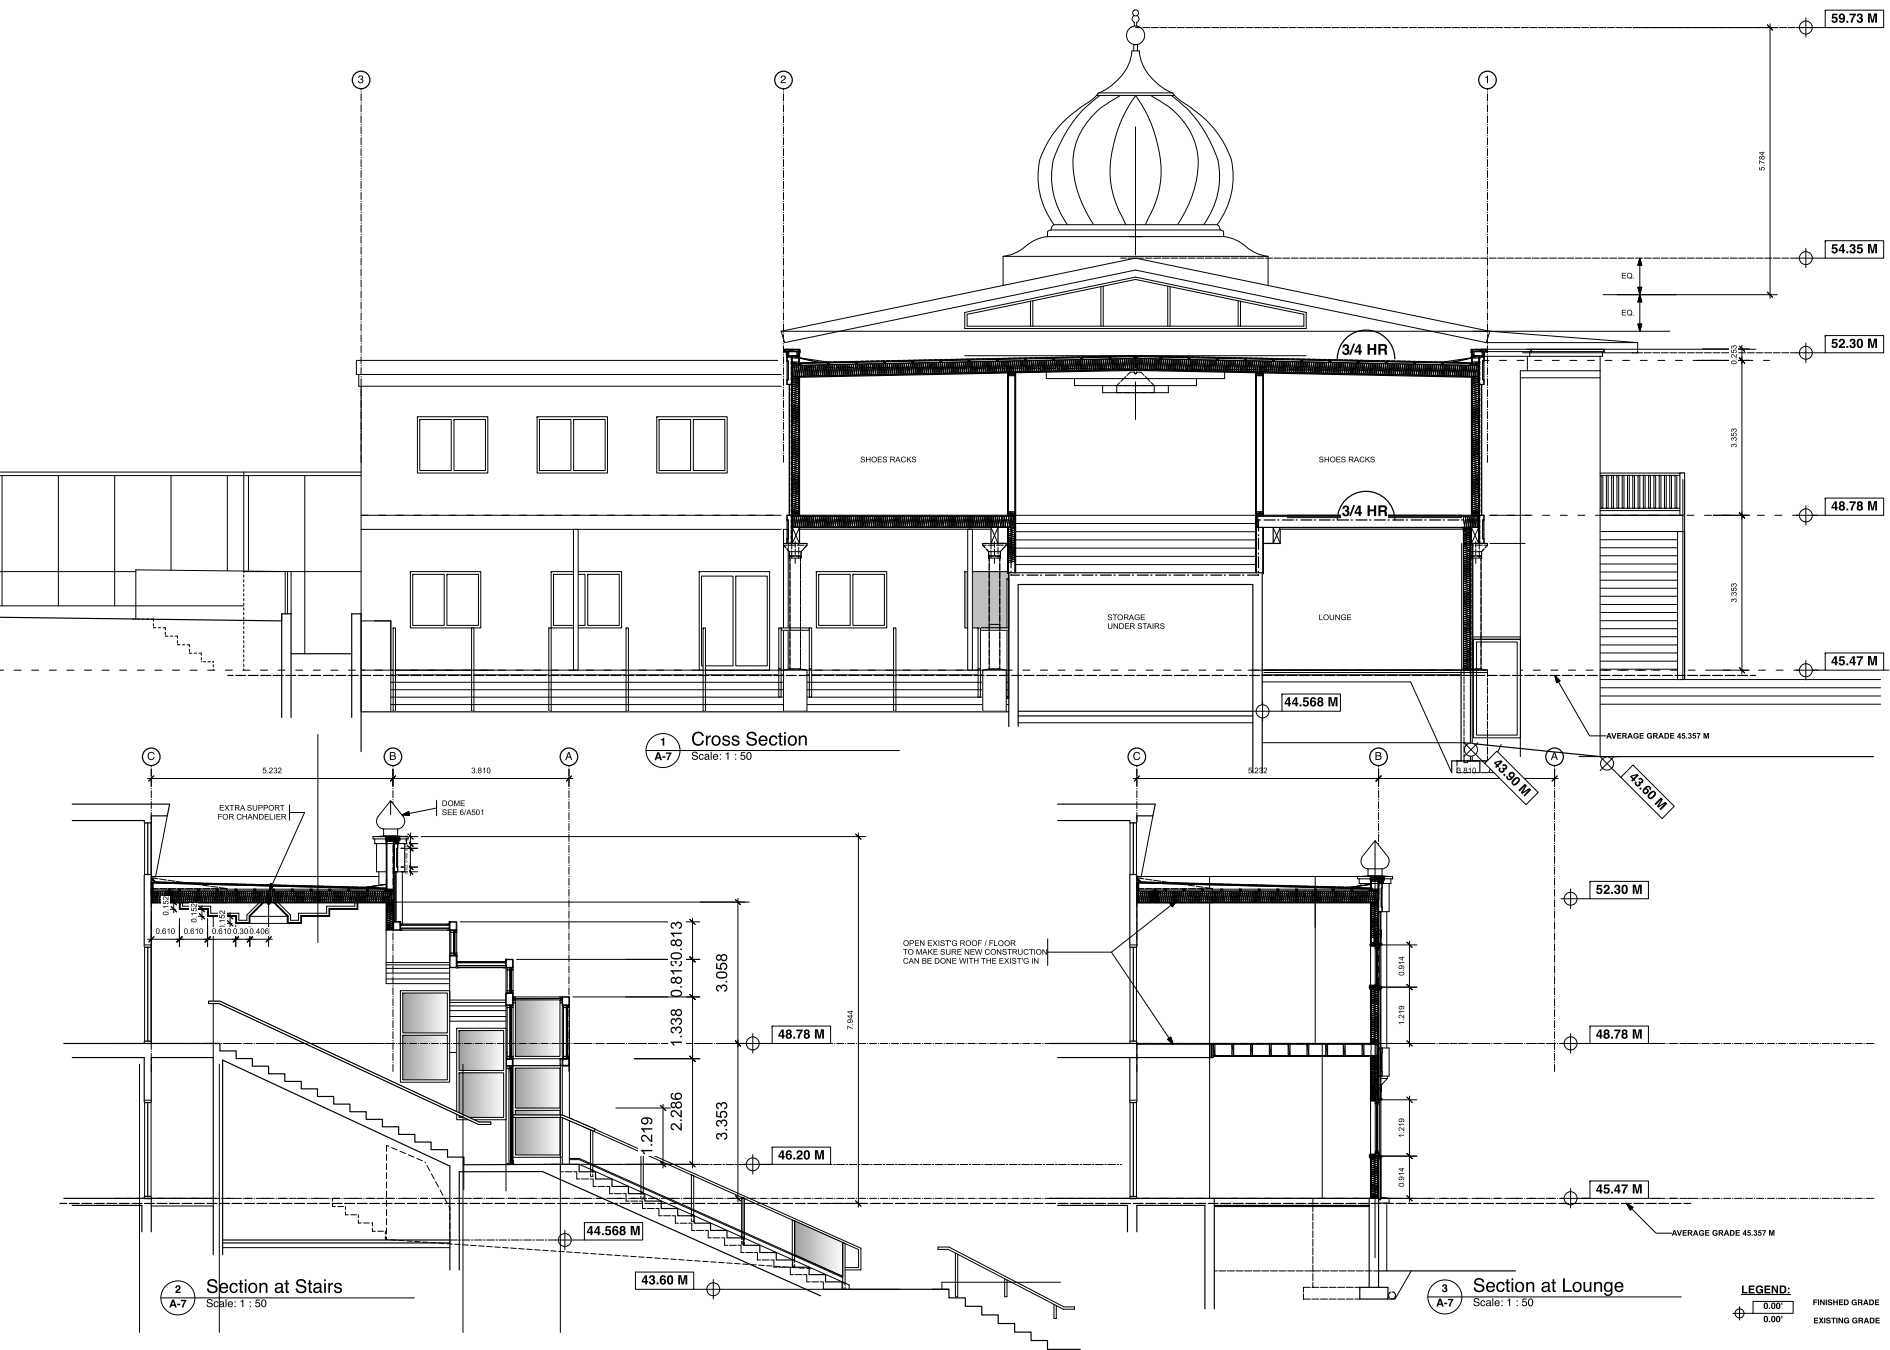 59.73 M
3
2
1
5.784
54.35 M
EQ.
EQ.
3/4 HR
52.30 M
0.253
SHOES RACKS
SHOES RACKS
3.353
3/4 HR
48.78 M
STORAGE
UNDER STAIRS
LOUNGE
3.353
45.47 M
44.568 M
AVERAGE GRADE 45.357 M
43.90 M
43.60 M
1
A-7
Cross Section
Scale: 1 : 50
C
B
A
5.232
3.810
EXTRA SUPPORT
FOR CHANDELIER
DOME
SEE 6/A501
0.152
0.152
0.152
0.610
0.610
0.610
0.30
0.406
0.813
0.813
3.058
1.338
7.944
48.78 M
2.286
3.353
1.219
46.20 M
44.568 M
43.60 M
2
A-7
Section at Stairs
Scale: 1 : 50
C
B
A
5.232
3.810
52.30 M
OPEN EXIST'G ROOF / FLOOR
TO MAKE SURE NEW CONSTRUCTION
CAN BE DONE WITH THE EXIST'G IN
0.914
1.219
48.78 M
1.219
0.914
45.47 M
AVERAGE GRADE 45.357 M
3
A-7
Section at Lounge
Scale: 1 : 50
LEGEND:
0.00'
FINISHED GRADE
0.00'
EXISTING GRADE